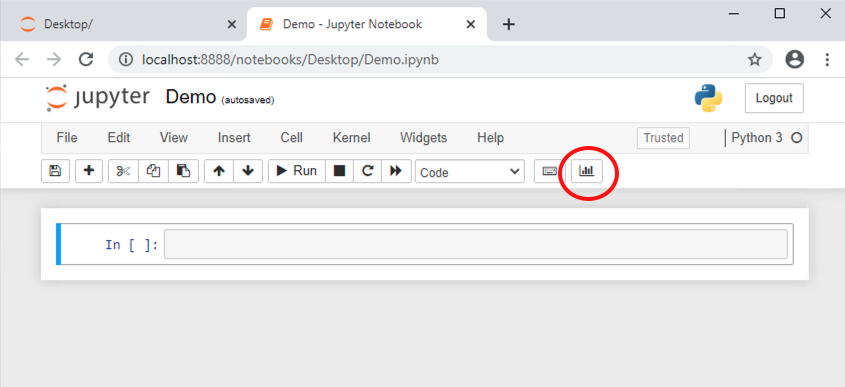 Desktop/
Demo - Jupyter Notebook
localhost:8888/notebooks/Desktop/Demo.ipynb
jupyter Demo (autosaved)
Logout
File Edit View Insert Cell Kernel Widgets Help
Trusted
Python 3
Run
Code
In [ ]: